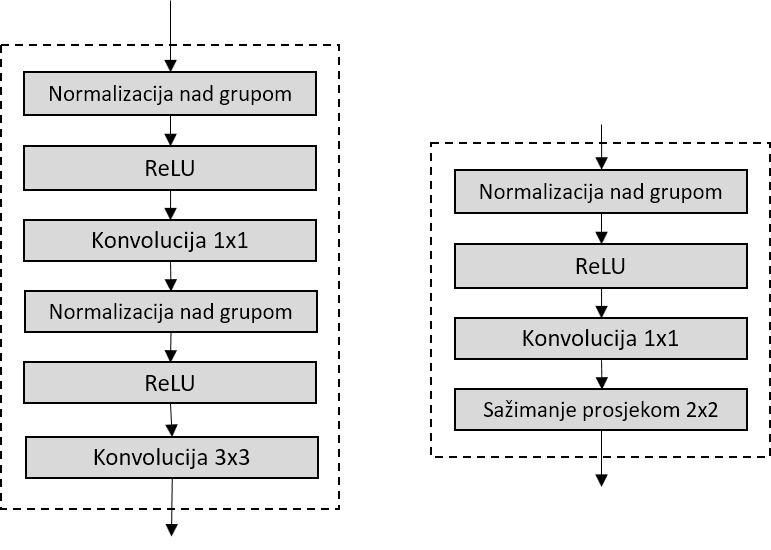 Normalizacija nad grupom
ReLU
Konvolucija 1x1
Normalizacija nad grupom
ReLU
Konvolucija 3x3
Normalizacija nad grupom
ReLU
Konvolucija 1x1
Sažimanje prosjekom 2x2